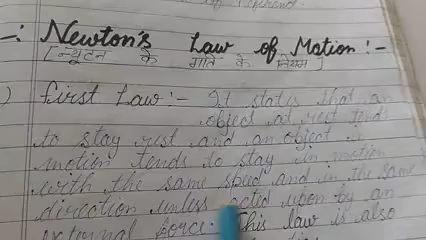 -: Newton's Law of Motion :-
[न्यूटन के गति के नियम]
) First Law :- It states that an
object at rest tends
to stay rest and an object in
motion tends to stay in motion
with the same speed and in the same
direction unless acted upon by an
external force. This law is also